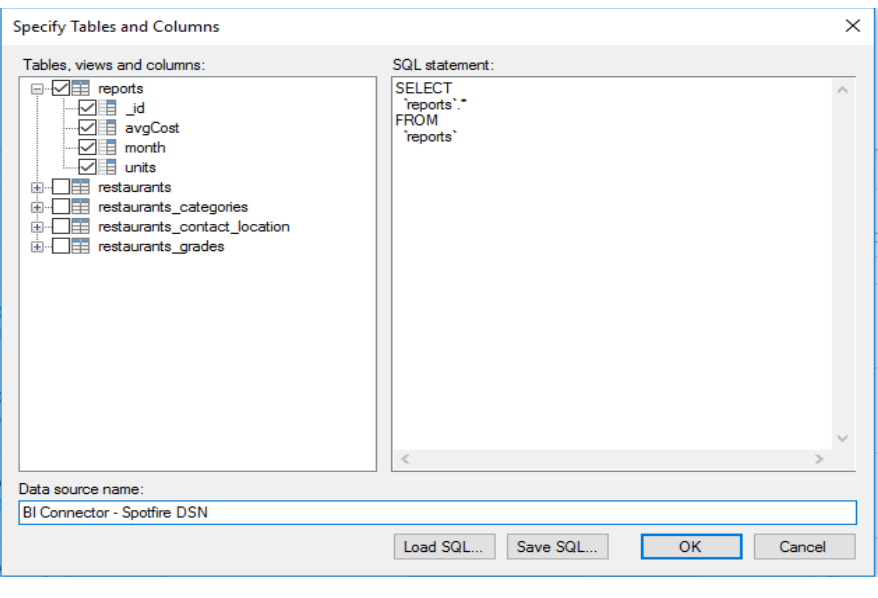 Specify Tables and Columns
Tables, views and columns:
reports
_id
avgCost
month
units
restaurants
restaurants_categories
restaurants_contact_location
restaurants_grades
SQL statement:
SELECT
`reports`.*
FROM
`reports`
Data source name:
BI Connector - Spotfire DSN
Load SQL...
Save SQL...
OK
Cancel